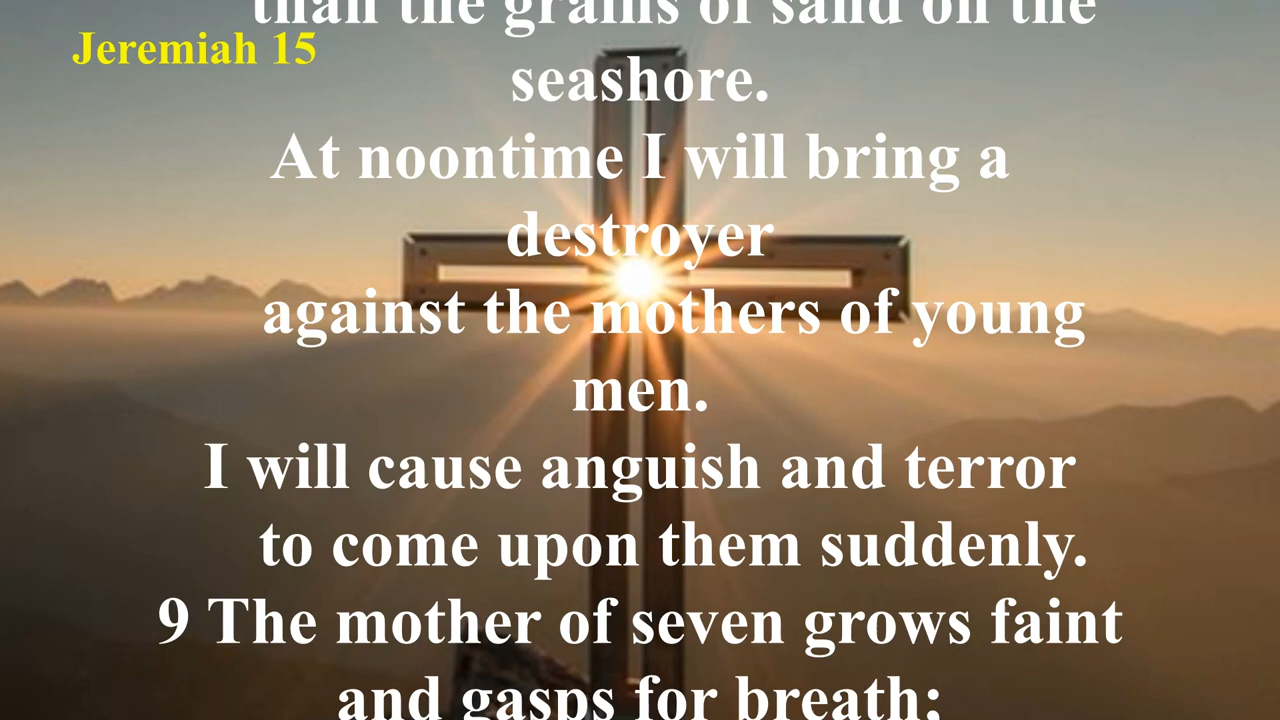 than the grains of sand on the
Jeremiah 15
seashore.
At noontime I will bring a
destroyer
against the mothers of young
men.
I will cause anguish and terror
to come upon them suddenly.
9 The mother of seven grows faint
and gasps for breath;